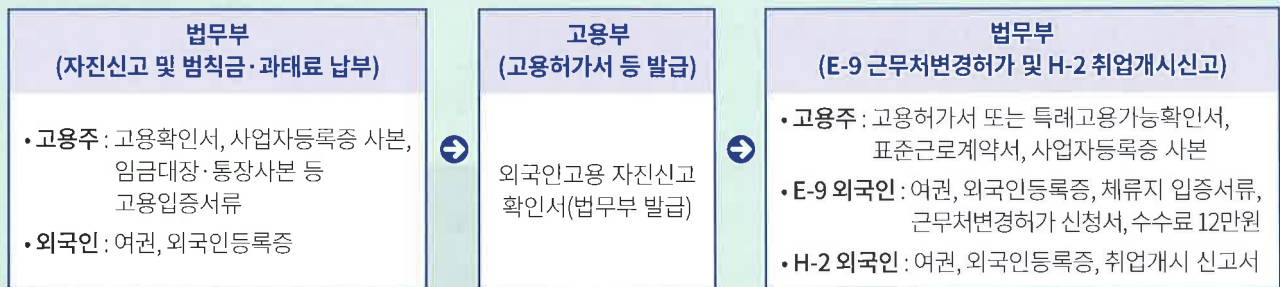 법무부
(자진신고 및 범칙금·과태료 납부)
• 고용주 : 고용확인서, 사업자등록증 사본,
임금대장·통장사본 등
고용입증서류
• 외국인 : 여권, 외국인등록증
고용부
(고용허가서 등 발급)
외국인고용 자진신고
확인서(법무부 발급)
법무부
(E-9 근무처변경허가 및 H-2 취업개시신고)
• 고용주 : 고용허가서 또는 특례고용가능확인서,
표준근로계약서, 사업자등록증 사본
• E-9 외국인 : 여권, 외국인등록증, 체류지 입증서류,
근무처변경허가 신청서, 수수료 12만원
• H-2 외국인 : 여권, 외국인등록증, 취업개시 신고서